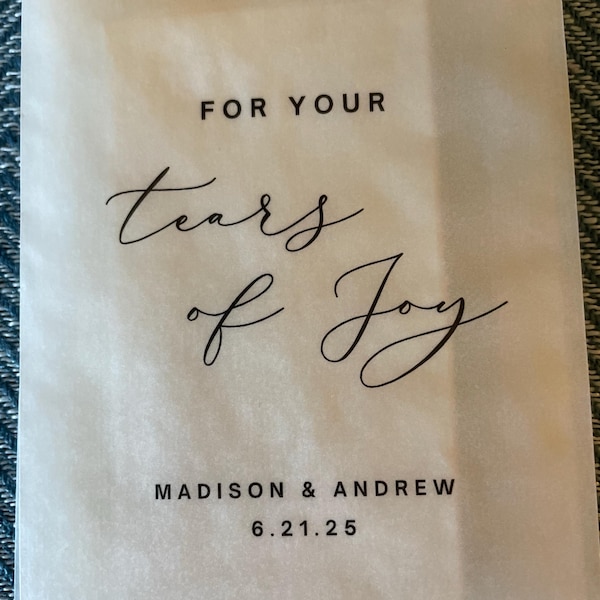 FOR YOUR
tears
of Joy
MADISON & ANDREW
6.21.25